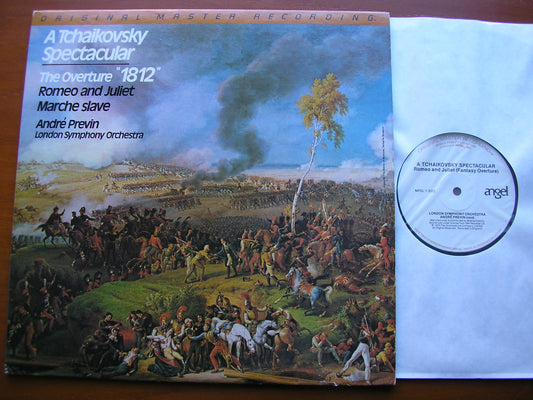 ORIGINAL MASTER RECORDING
A Tchaikovsky
Spectacular
The Overture "1812"
Romeo and Juliet
Marche slave
André Previn
London Symphony Orchestra
A TCHAIKOVSKY SPECTACULAR
Romeo and Juliet (Fantasy Overture)
angel
LONDON SYMPHONY ORCHESTRA
ANDRÉ PREVIN